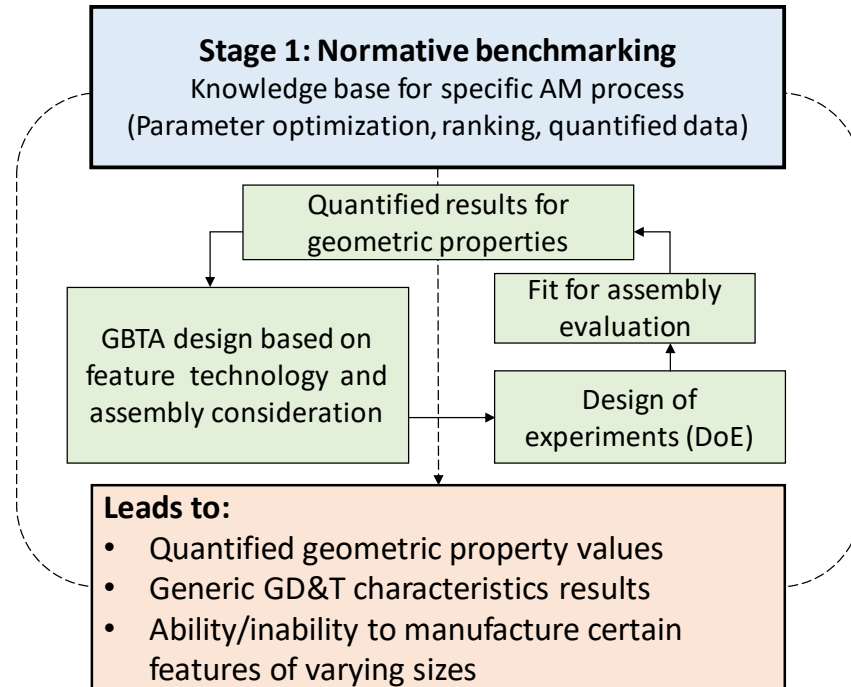 Stage 1: Normative benchmarking
Knowledge base for specific AM process
(Parameter optimization, ranking, quantified data)
Quantified results for
geometric properties
GBTA design based on
feature technology and
assembly consideration
Fit for assembly
evaluation
Design of
experiments (DoE)
Leads to:
• Quantified geometric property values
• Generic GD&T characteristics results
• Ability/inability to manufacture certain
features of varying sizes